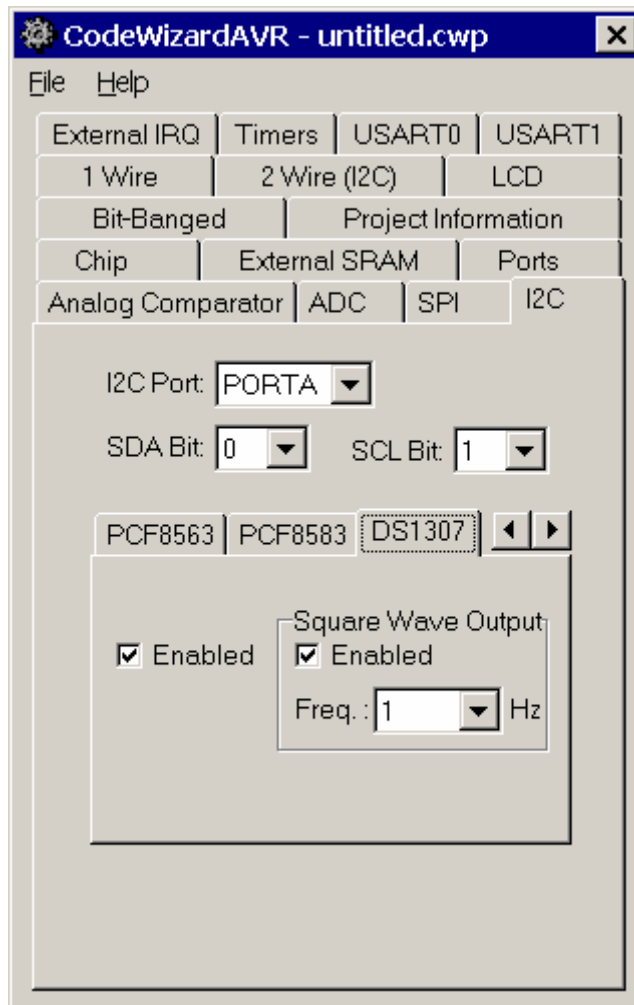 CodeWizardAVR - untitled.cwp
File Help
External IRQ Timers USART0 USART1
1 Wire 2 Wire (I2C) LCD
Bit-Banged Project Information
Chip External SRAM Ports
Analog Comparator ADC SPI I2C
I2C Port: PORTA
SDA Bit: 0 SCL Bit: 1
PCF8563 PCF8583 DS1307
Square Wave Output
Enabled Enabled
Freq. : 1 Hz